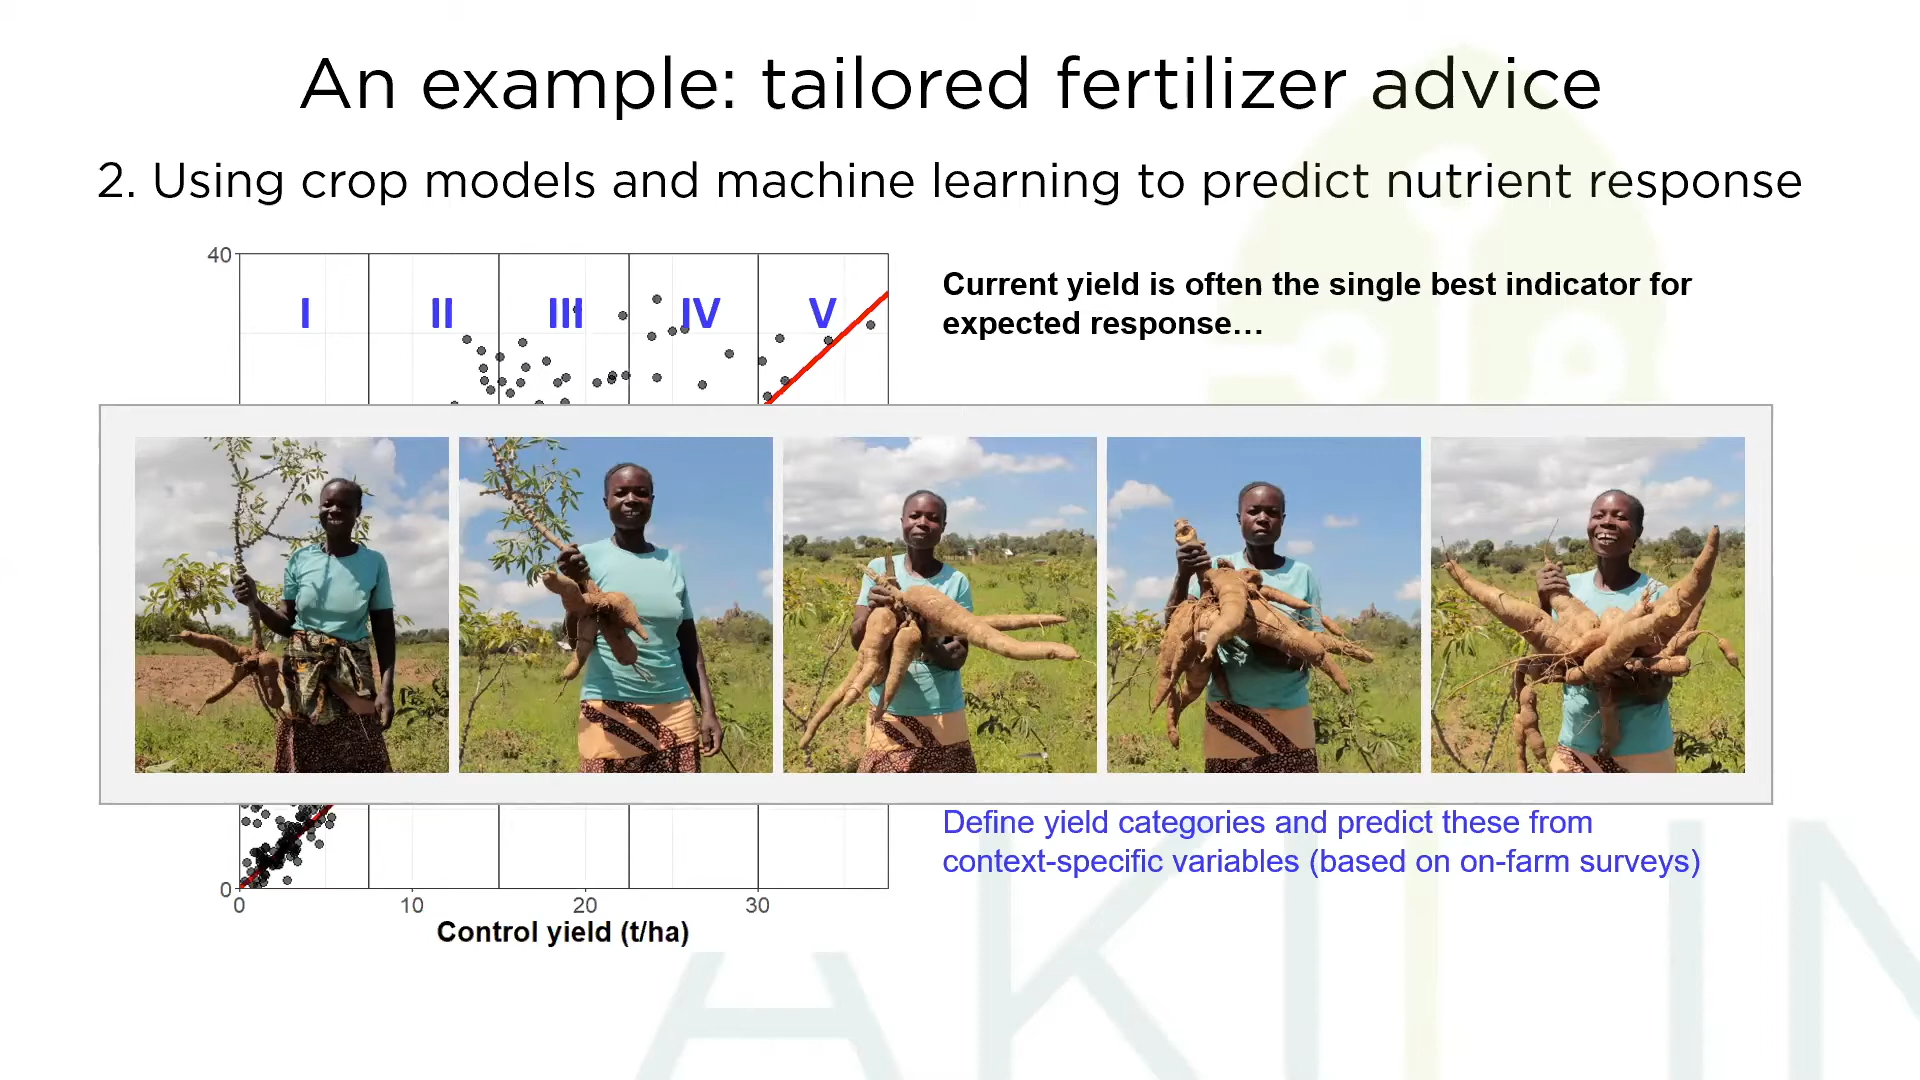 An example: tailored fertilizer advice
2. Using crop models and machine learning to predict nutrient response
40
I II III IV V
Current yield is often the single best indicator for
expected response…
Define yield categories and predict these from
context-specific variables (based on on-farm surveys)
0
0 10 20 30
Control yield (t/ha)
AKILIN